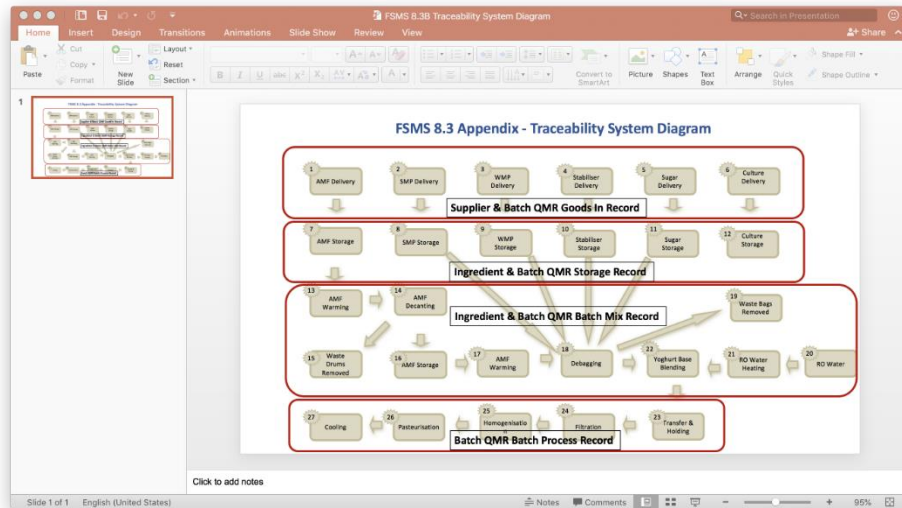 FSMS 8.3B Traceability System Diagram
Search in Presentation
Home Insert Design Transitions Animations Slide Show Review View
Share
Paste
Cut
Copy
Format
New Slide
Layout
Reset
Section
Convert to SmartArt
Picture
Shapes
Text Box
Arrange
Quick Styles
Shape Fill
Shape Outline
1
FSMS 8.3 Appendix - Traceability System Diagram
1 AMF Delivery
2 SMP Delivery
3 WMP Delivery
4 Stabiliser Delivery
5 Sugar Delivery
6 Culture Delivery
Supplier & Batch QMR Goods In Record
7 AMF Storage
8 SMP Storage
9 WMP Storage
10 Stabiliser Storage
11 Sugar Storage
12 Culture Storage
Ingredient & Batch QMR Storage Record
13 AMF Warming
14 AMF Decanting
Ingredient & Batch QMR Batch Mix Record
19 Waste Bags Removed
15 Waste Drums Removed
16 AMF Storage
17 AMF Warming
18 Debagging
22 Yoghurt Base Blending
21 RO Water Heating
20 RO Water
27 Cooling
26 Pasteurisation
25 Homogenisatio
24 Filtration
23 Transfer & Holding
Batch QMR Batch Process Record
Click to add notes
Slide 1 of 1 English (United States)
Notes Comments
95%